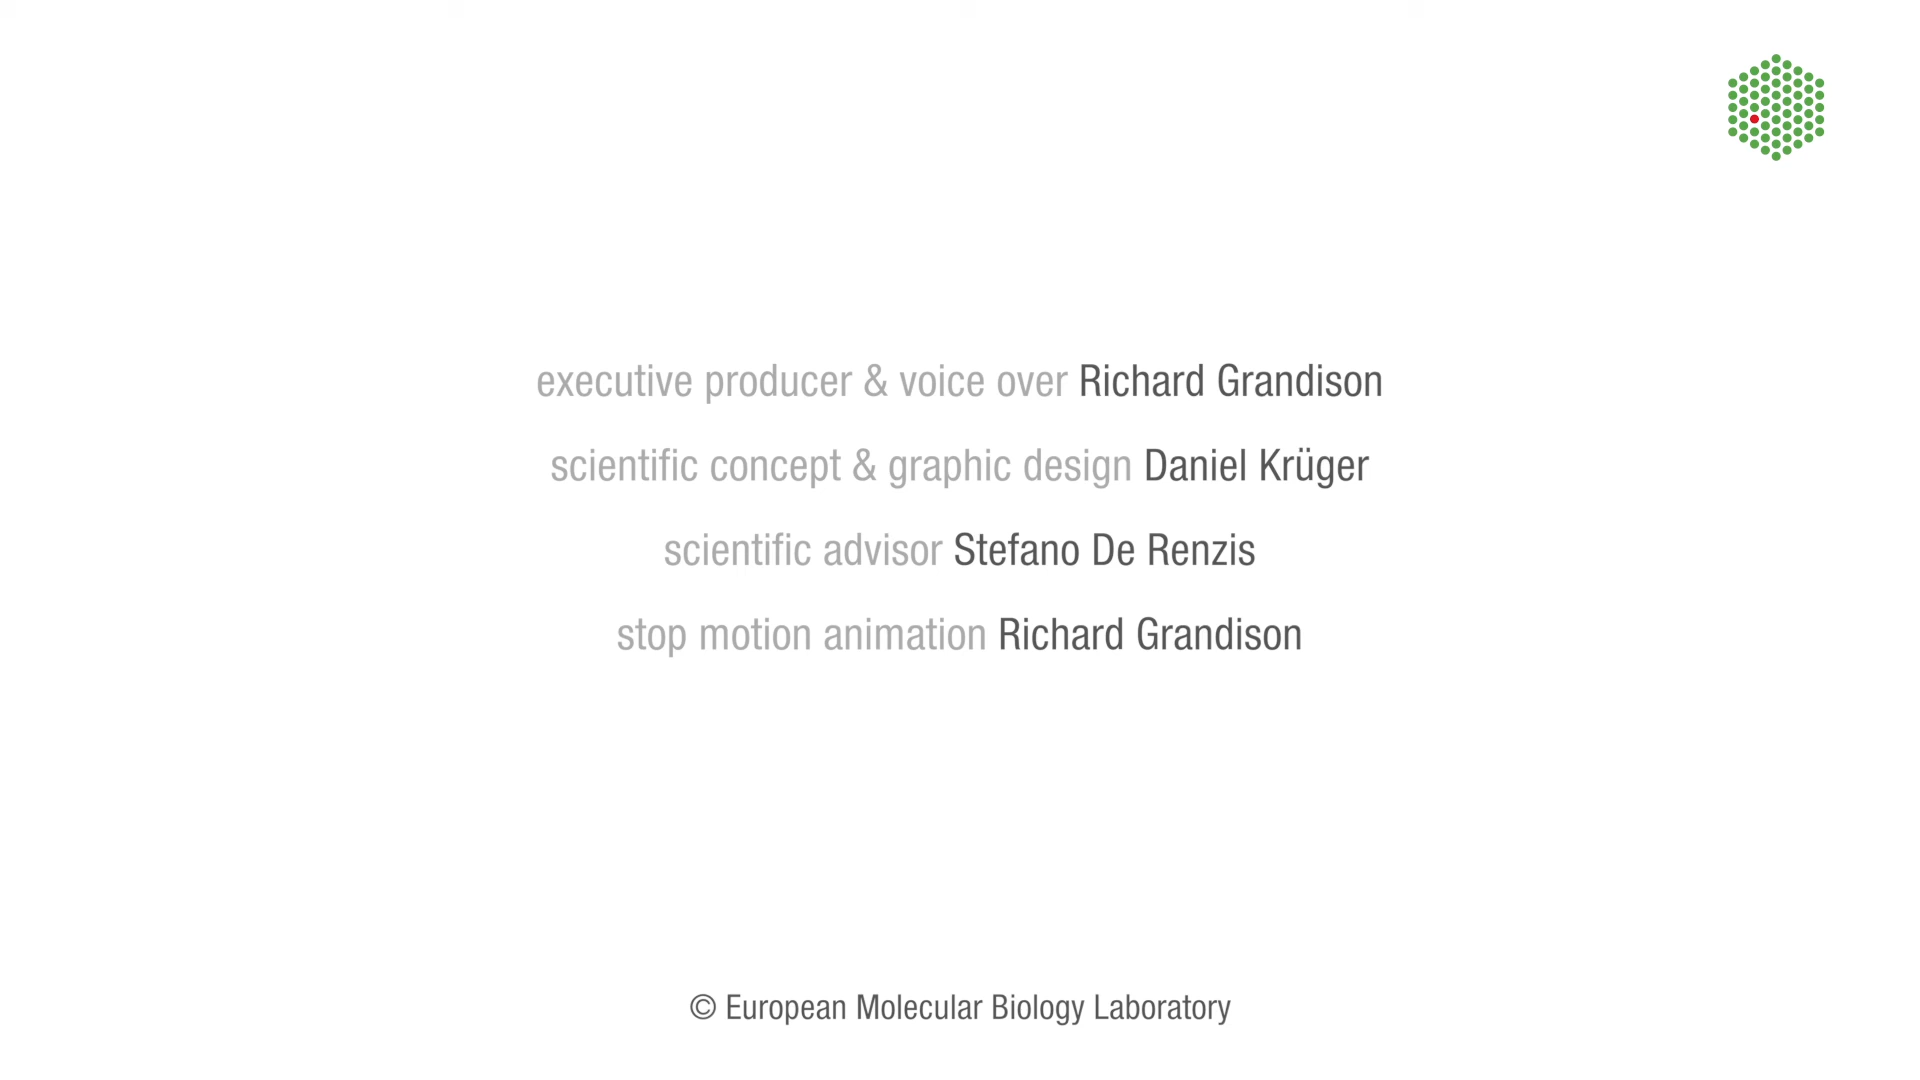 executive producer & voice over Richard Grandison
scientific concept & graphic design Daniel Krüger
scientific advisor Stefano De Renzis
stop motion animation Richard Grandison
© European Molecular Biology Laboratory